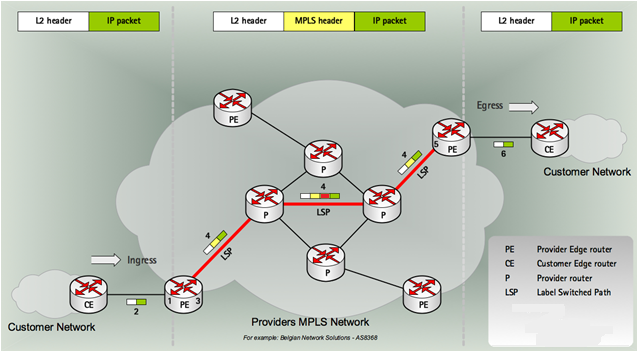 L2 header IP packet
L2 header MPLS header IP packet
L2 header IP packet
PE
Egress
P
5 PE
CE
6
Customer Network
4
LSP
4
P
LSP
P
4
LSP
P
Ingress
CE
2
1 PE 3
PE
Customer Network
Providers MPLS Network
For example: Belgian Network Solutions - AS8368
PE Provider Edge router
CE Customer Edge router
P Provider router
LSP Label Switched Path